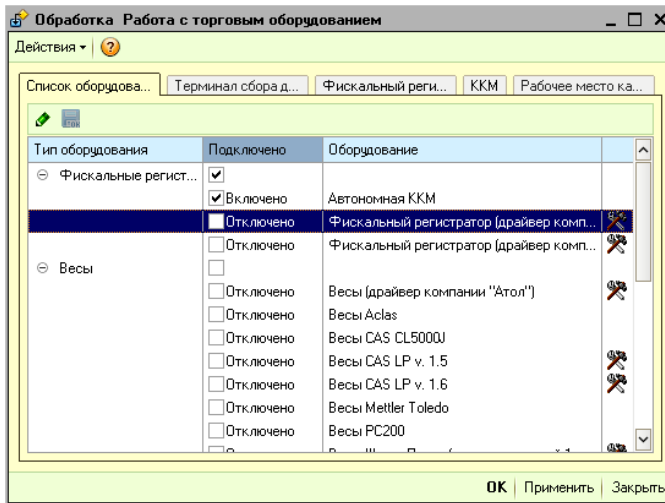 Обработка Работа с торговым оборудованием
Действия
Список оборудова... Терминал сбора д... Фискальный реги... ККМ Рабочее место ка...
Тип оборудования Подключено Оборудование
Фискальные регист...
Включено Автономная ККМ
Отключено Фискальный регистратор (драйвер комп...
Отключено Фискальный регистратор (драйвер комп...
Весы
Отключено Весы (драйвер компании "Атол")
Отключено Весы Aclas
Отключено Весы CAS CL5000J
Отключено Весы CAS LP v. 1.5
Отключено Весы CAS LP v. 1.6
Отключено Весы Mettler Toledo
Отключено Весы PC200
OK Применить Закрыть